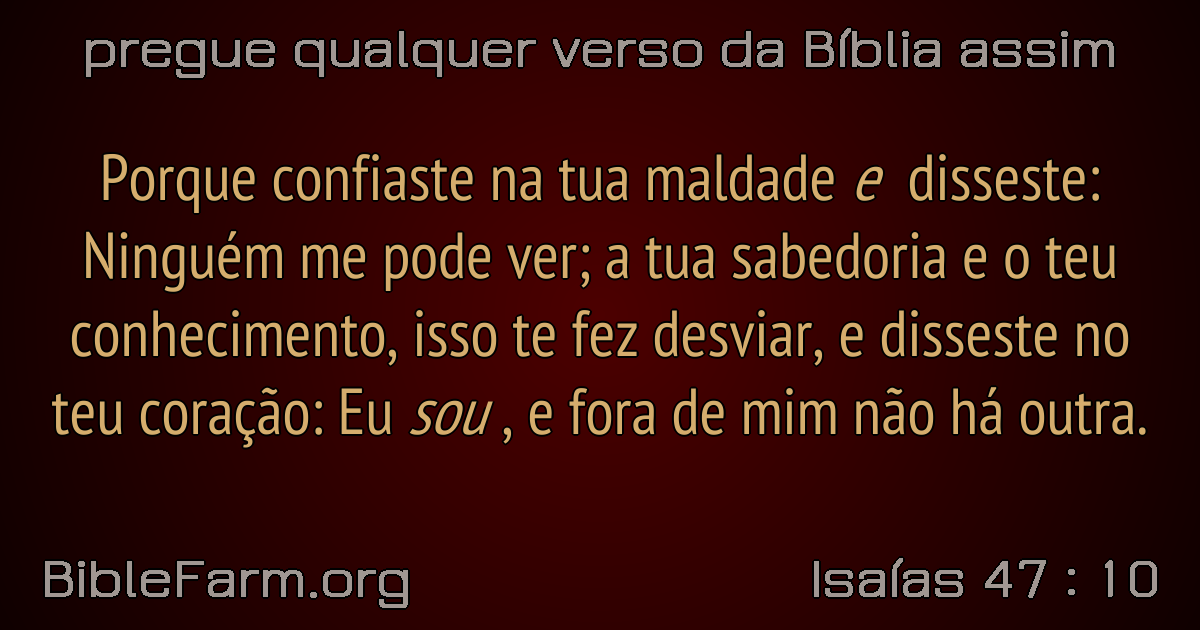 pregue qualquer verso da Bíblia assim
Porque confiaste na tua maldade e disseste:
Ninguém me pode ver; a tua sabedoria e o teu
conhecimento, isso te fez desviar, e disseste no
teu coração: Eu sou , e fora de mim não há outra.
BibleFarm.org
Isaías 47 : 10